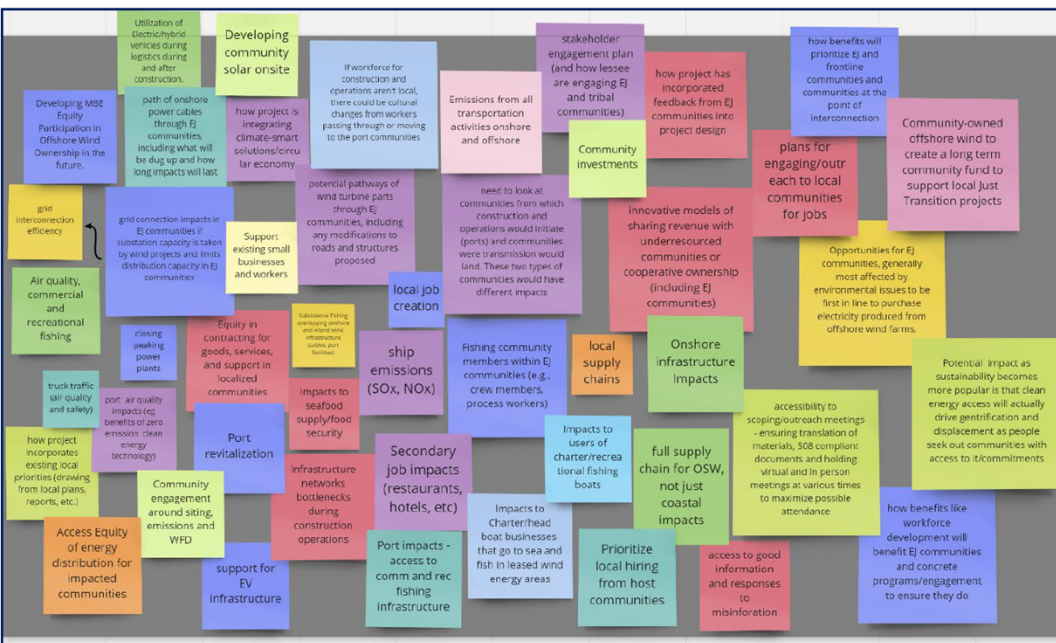 Utilization of
Electric/hybrid
vehicles during
logistics during
and after
construction.
Developing
community
solar onsite
if workforce for
construction and
operations aren't local,
there could be cultural
changes from workers
passing through or moving
to the port communities
Emissions from all
transportation
activities onshore
and offshore
stakeholder
engagement plan
(and how lessee
are engaging EJ
and tribal
communities)
how project has
incorporated
feedback from EJ
communities into
project design
how benefits will
prioritize EJ and
frontline
communities and
communities at the
point of
interconnection
Developing MBE
Equity
Participation in
Offshore Wind
Ownership in the
future.
path of onshore
power cables
through EJ
communities,
including what
will be dug up and how
long impacts will last
how project is
integrating
climate-smart
solutions/circu
lar economy
Community
investments
plans for
engaging/outr
each to local
communities
for jobs
Community-owned
offshore wind to
create a long term
community fund to
support local Just
Transition projects
grid
interconnection
efficiency
grid connection impacts in
EJ communities if
substation capacity is taken
by wind projects and limits
distribution capacity in EJ
communities
Support
existing small
businesses
and workers
potential pathways of
wind turbine parts
through EJ
communities, including
any modifications to
roads and structures
proposed
need to look at
communities from which
construction and
operations would initiate
(ports) and communities
were transmission would
land. These two types of
communities would have
different impacts
innovative models of
sharing revenue with
underresourced
communities or
cooperative ownership
(including EJ
communities)
Opportunities for EJ
communities, generally
most affected by
environmental issues to be
first in line to purchase
electricity produced from
offshore wind farms.
Air quality,
commercial
and
recreational
fishing
closing
peaking
power
plants
Equity in
contracting for
goods, services,
and support in
localized
communities
Subsistance Fishing
overlapping onshore
and inland wind
infrastructure
(cables, port
facilities)
local job
creation
ship
emissions
(SOx, NOx)
Fishing community
members within EJ
communities (e.g.,
crew members,
process workers)
local
supply
chains
Onshore
infrastructure
Impacts
Potential Impact as
sustainability becomes
more popular is that clean
energy access will actually
drive gentrification and
displacement as people
seek out communities with
access to it/commitments
truck traffic
(air quality
and safety)
port air quality
impacts (eg
benefits of zero
emission clean
energy
technology)
Impacts to
seafood
supply/food
security
how project
incorporates
existing local
priorities (drawing
from local plans,
reports, etc.)
Port
revitalization
Secondary
job impacts
(restaurants,
hotels, etc)
Impacts to
users of
charter/recrea
tional fishing
boats
full supply
chain for OSW,
not just
coastal
impacts
accessibility to
scoping/outreach meetings
- ensuring translation of
materials, 508 compliant
documents and holding
virtual and in person
meetings at various times
to maximize possible
attendance
Community
engagement
around siting,
emissions and
WFD
Infrastructure
networks
bottlenecks
during
construction
operations
Impacts to
Charter/head
boat businesses
that go to sea and
fish in leased wind
energy areas
how benefits like
workforce
development will
benefit EJ communities
and concrete
programs/engagement
to ensure they do
Access Equity
of energy
distribution for
impacted
communities
support for
EV
infrastructure
Port impacts -
access to
comm and rec
fishing
infrastructure
Prioritize
local hiring
from host
communities
access to good
information
and responses
to
misinforation